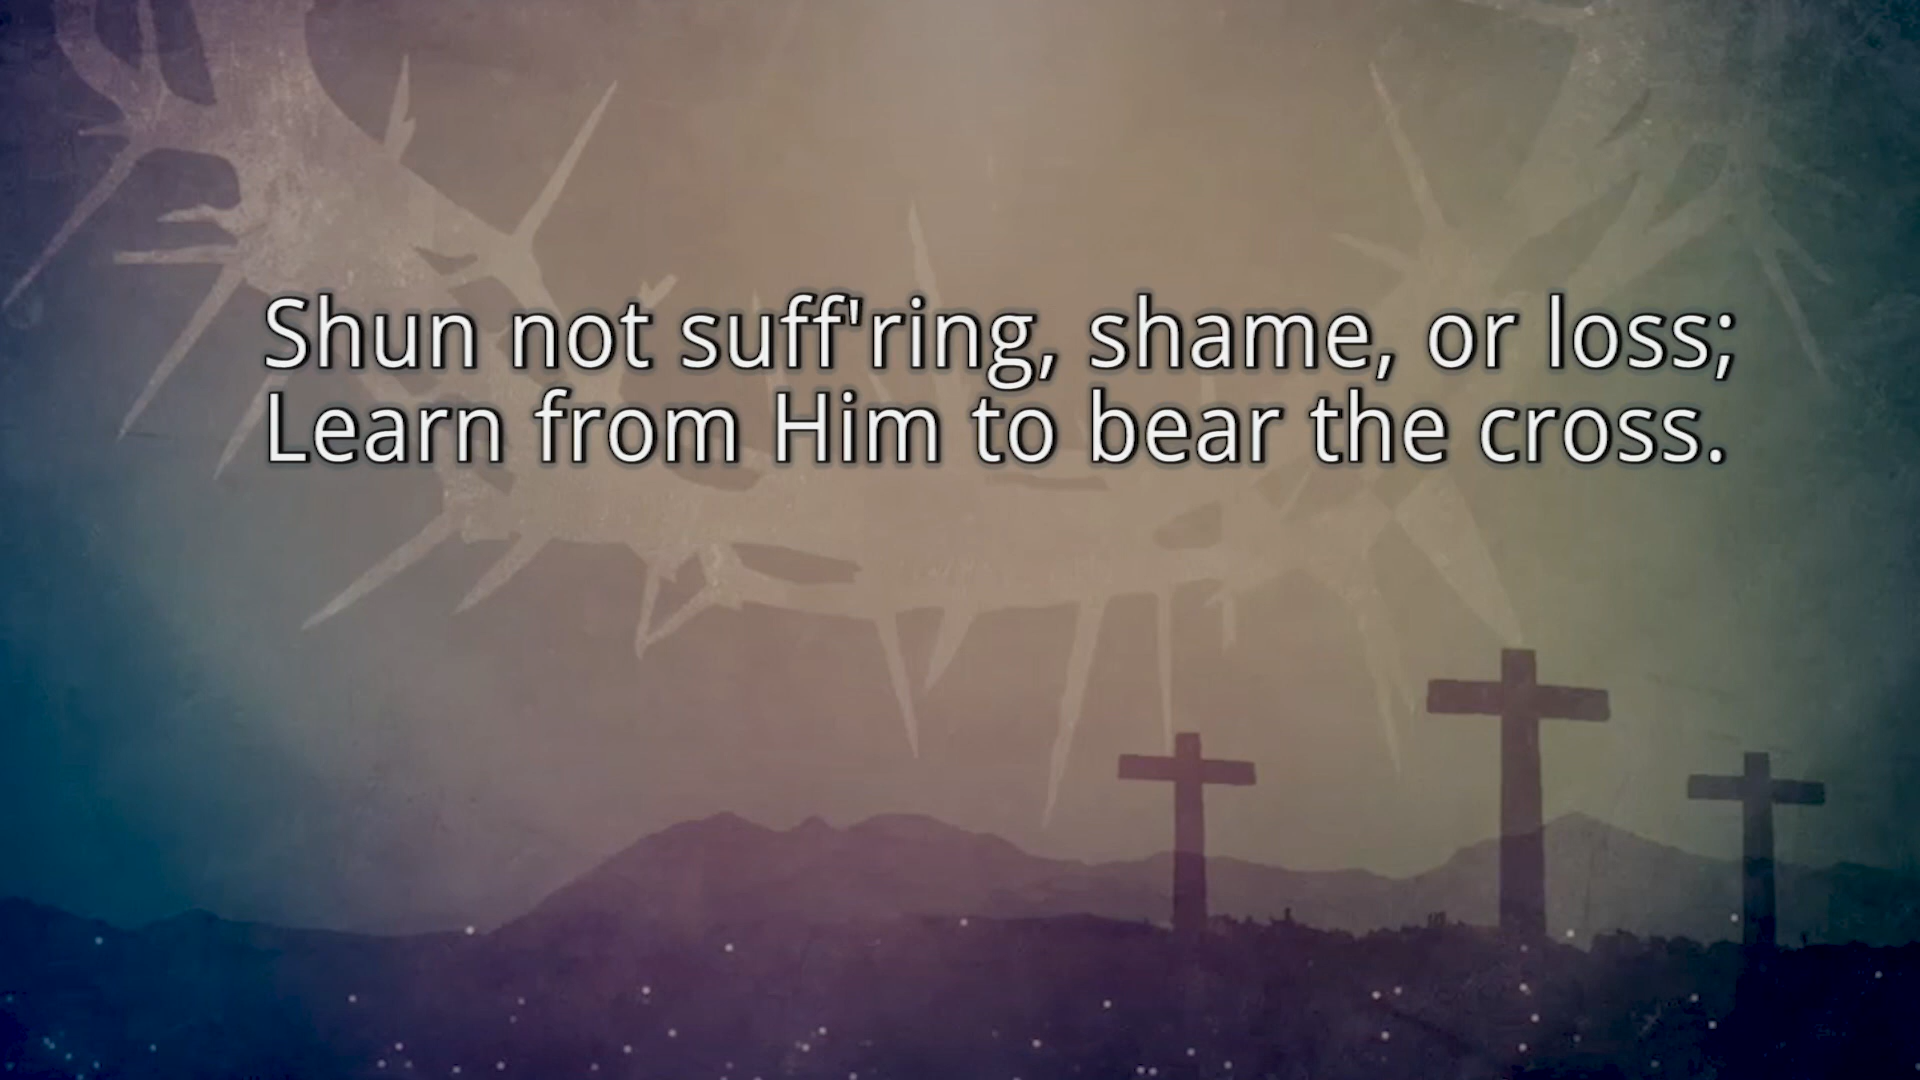 Shun not suff'ring, shame, or loss;
Learn from Him to bear the cross.